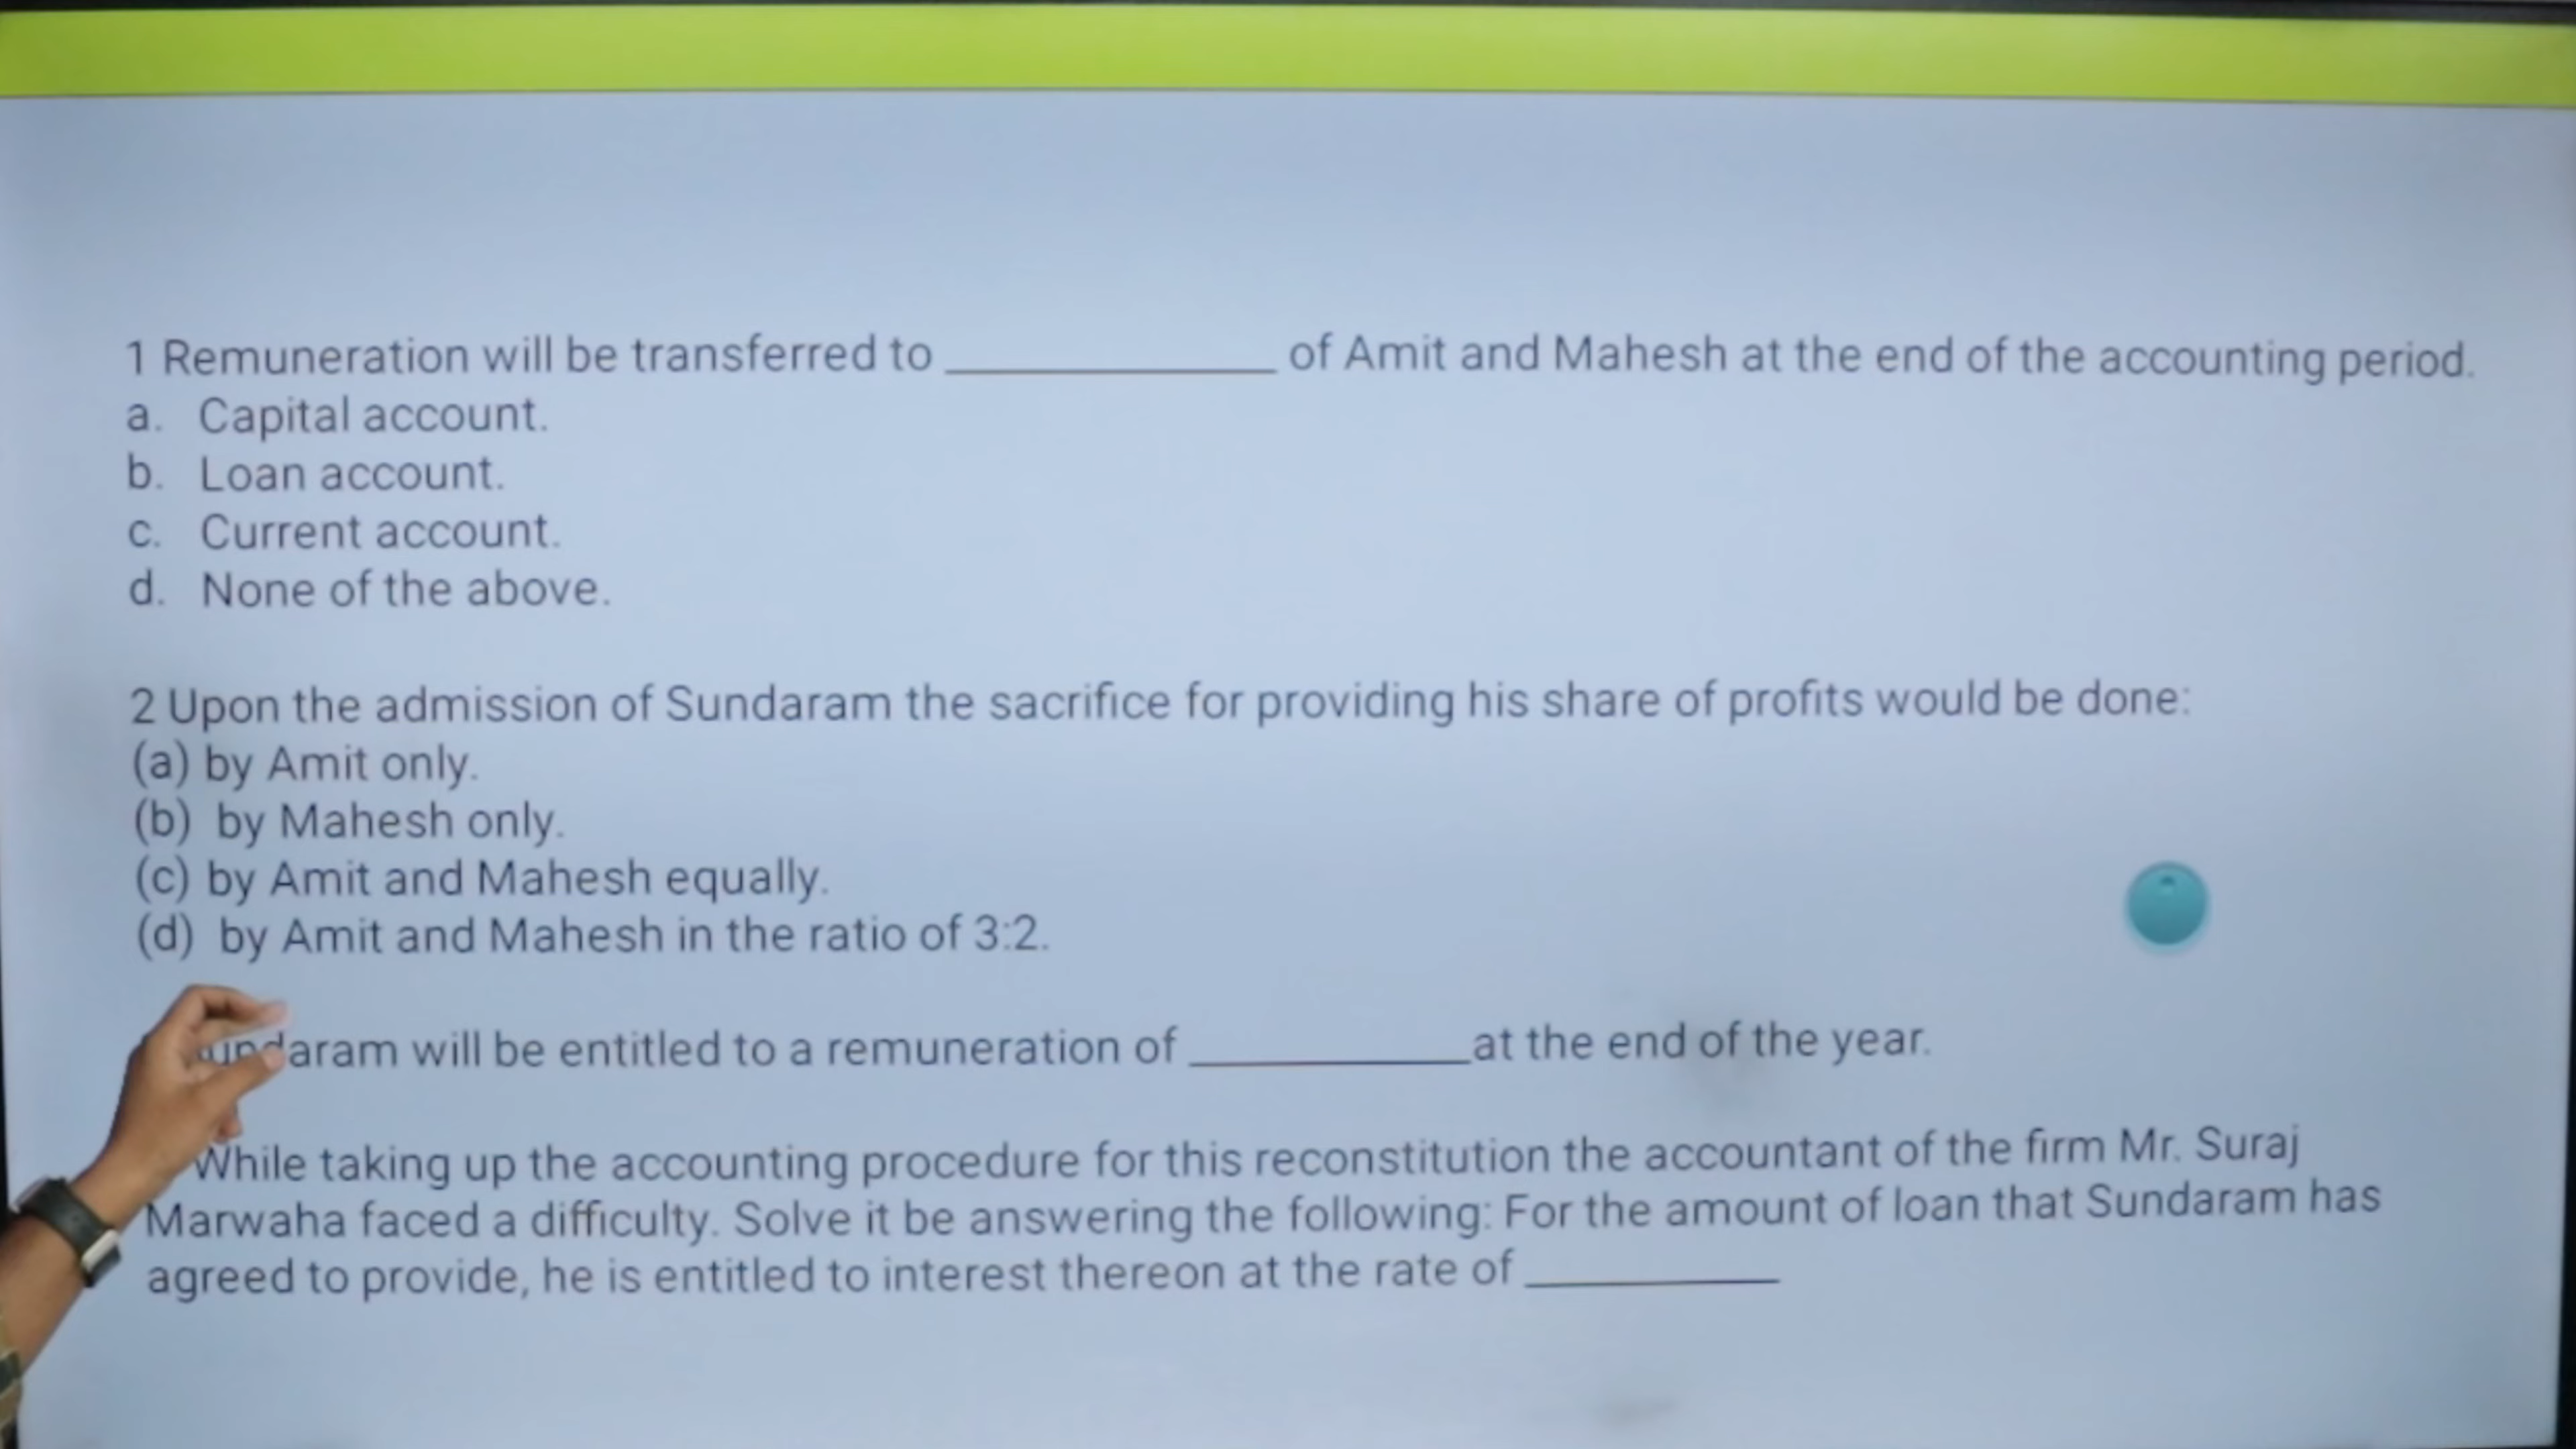 1 Remuneration will be transferred to ____________ of Amit and Mahesh at the end of the accounting period.
a. Capital account.
b. Loan account.
c. Current account.
d. None of the above.
2 Upon the admission of Sundaram the sacrifice for providing his share of profits would be done:
(a) by Amit only.
(b) by Mahesh only.
(c) by Amit and Mahesh equally.
(d) by Amit and Mahesh in the ratio of 3:2.
will be entitled to a remuneration of __________at the end of the year.
While taking up the accounting procedure for this reconstitution the accountant of the firm Mr. Suraj
Marwaha faced a difficulty. Solve it be answering the following: For the amount of loan that Sundaram has
agreed to provide, he is entitled to interest thereon at the rate of _________